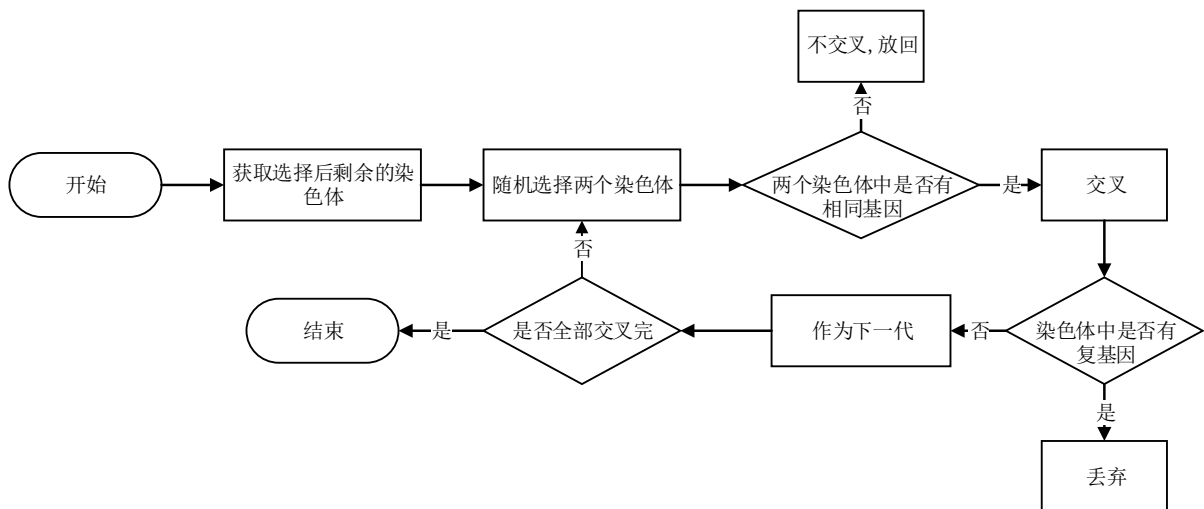 不交叉,放回
否
开始
获取选择后剩余的染
色体
随机选择两个染色体
两个染色体中是否有
相同基因
是
交叉
否
结束
是
是否全部交叉完
作为下一代
否
染色体中是否有
复基因
是
丢弃